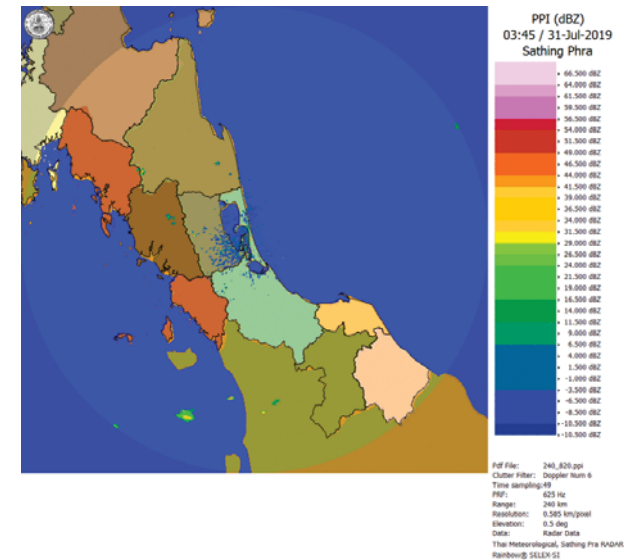 PPI (dBZ)
03:45 / 31-Jul-2019
Sathing Phra
66.500 dBZ
64.000 dBZ
61.500 dBZ
59.500 dBZ
56.500 dBZ
54.000 dBZ
51.500 dBZ
49.000 dBZ
46.500 dBZ
44.000 dBZ
41.500 dBZ
39.000 dBZ
36.500 dBZ
34.000 dBZ
31.500 dBZ
29.000 dBZ
26.500 dBZ
24.000 dBZ
21.500 dBZ
19.000 dBZ
16.500 dBZ
14.000 dBZ
11.500 dBZ
9.000 dBZ
6.500 dBZ
4.000 dBZ
1.500 dBZ
-1.000 dBZ
-3.500 dBZ
-6.500 dBZ
-8.500 dBZ
-10.500 dBZ
-10.500 dBZ
Pdf File: 240_820.ppi
Clutter Filter: Doppler Num 6
Time sampling:49
PRF: 625 Hz
Range: 240 km
Resolution: 0.585 km/pixel
Elevation: 0.5 deg
Data: Radar Data
Thai Meteorological, Sathing Pra RADAR
Rainbow® SELEX-SI